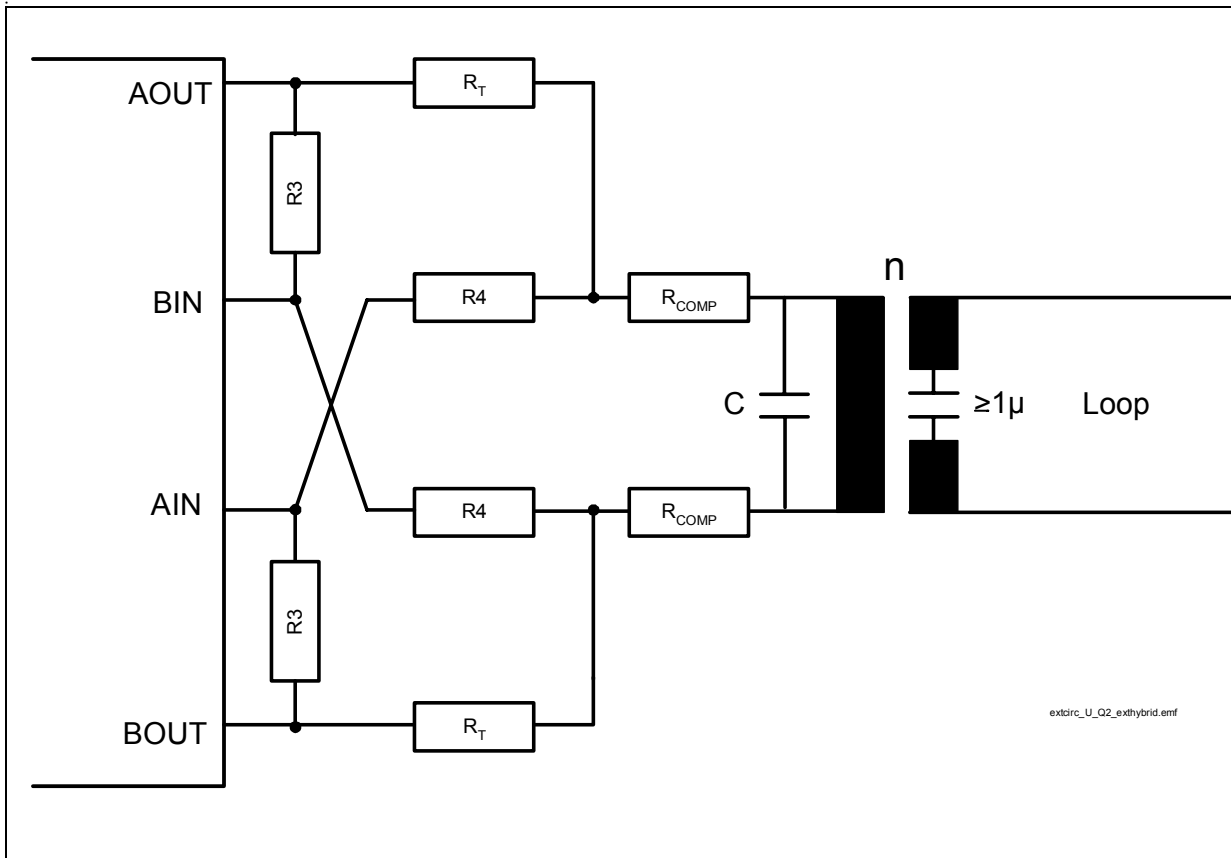 AOUT
R_T
R3
n
BIN
R4
R_COMP
C
≥1µ
Loop
AIN
R4
R_COMP
R3
BOUT
R_T
extcirc_U_Q2_exthybrid.emf